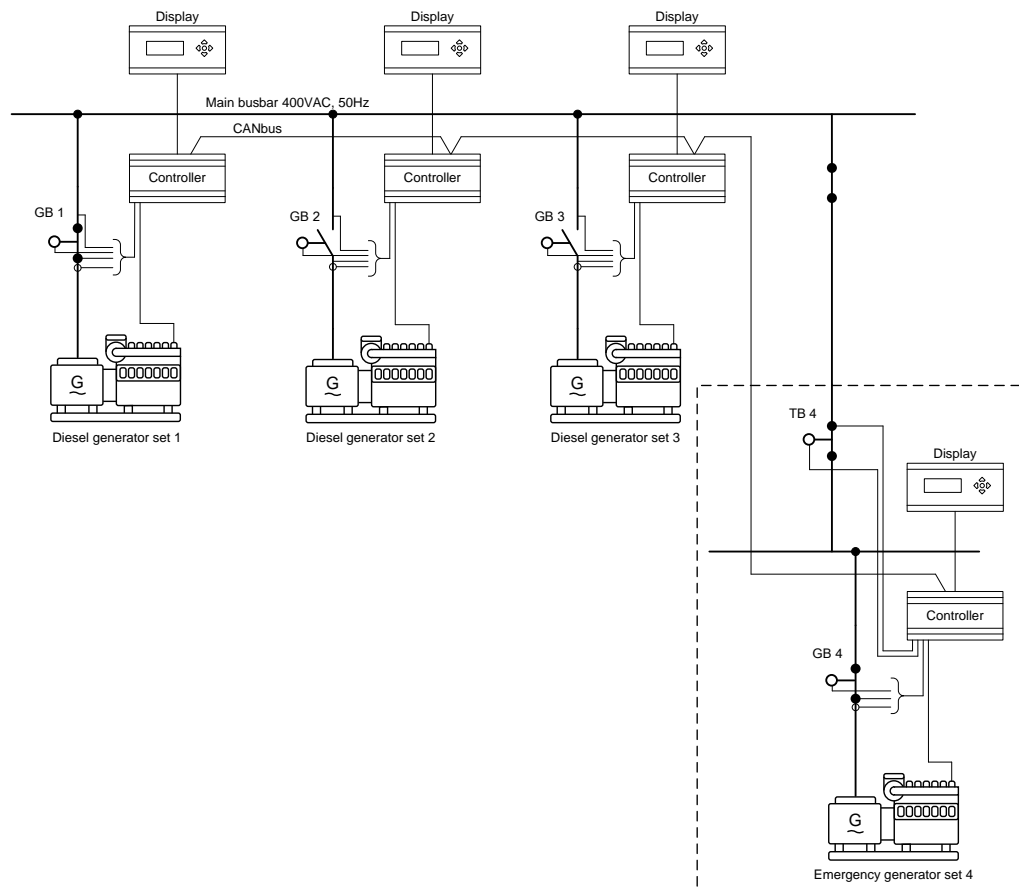 Display
Display
Display
Main busbar 400VAC, 50Hz
CANbus
Controller
Controller
Controller
GB 1
GB 2
GB 3
G
G
G
Diesel generator set 1
Diesel generator set 2
Diesel generator set 3
TB 4
Display
Controller
GB 4
G
Emergency generator set 4